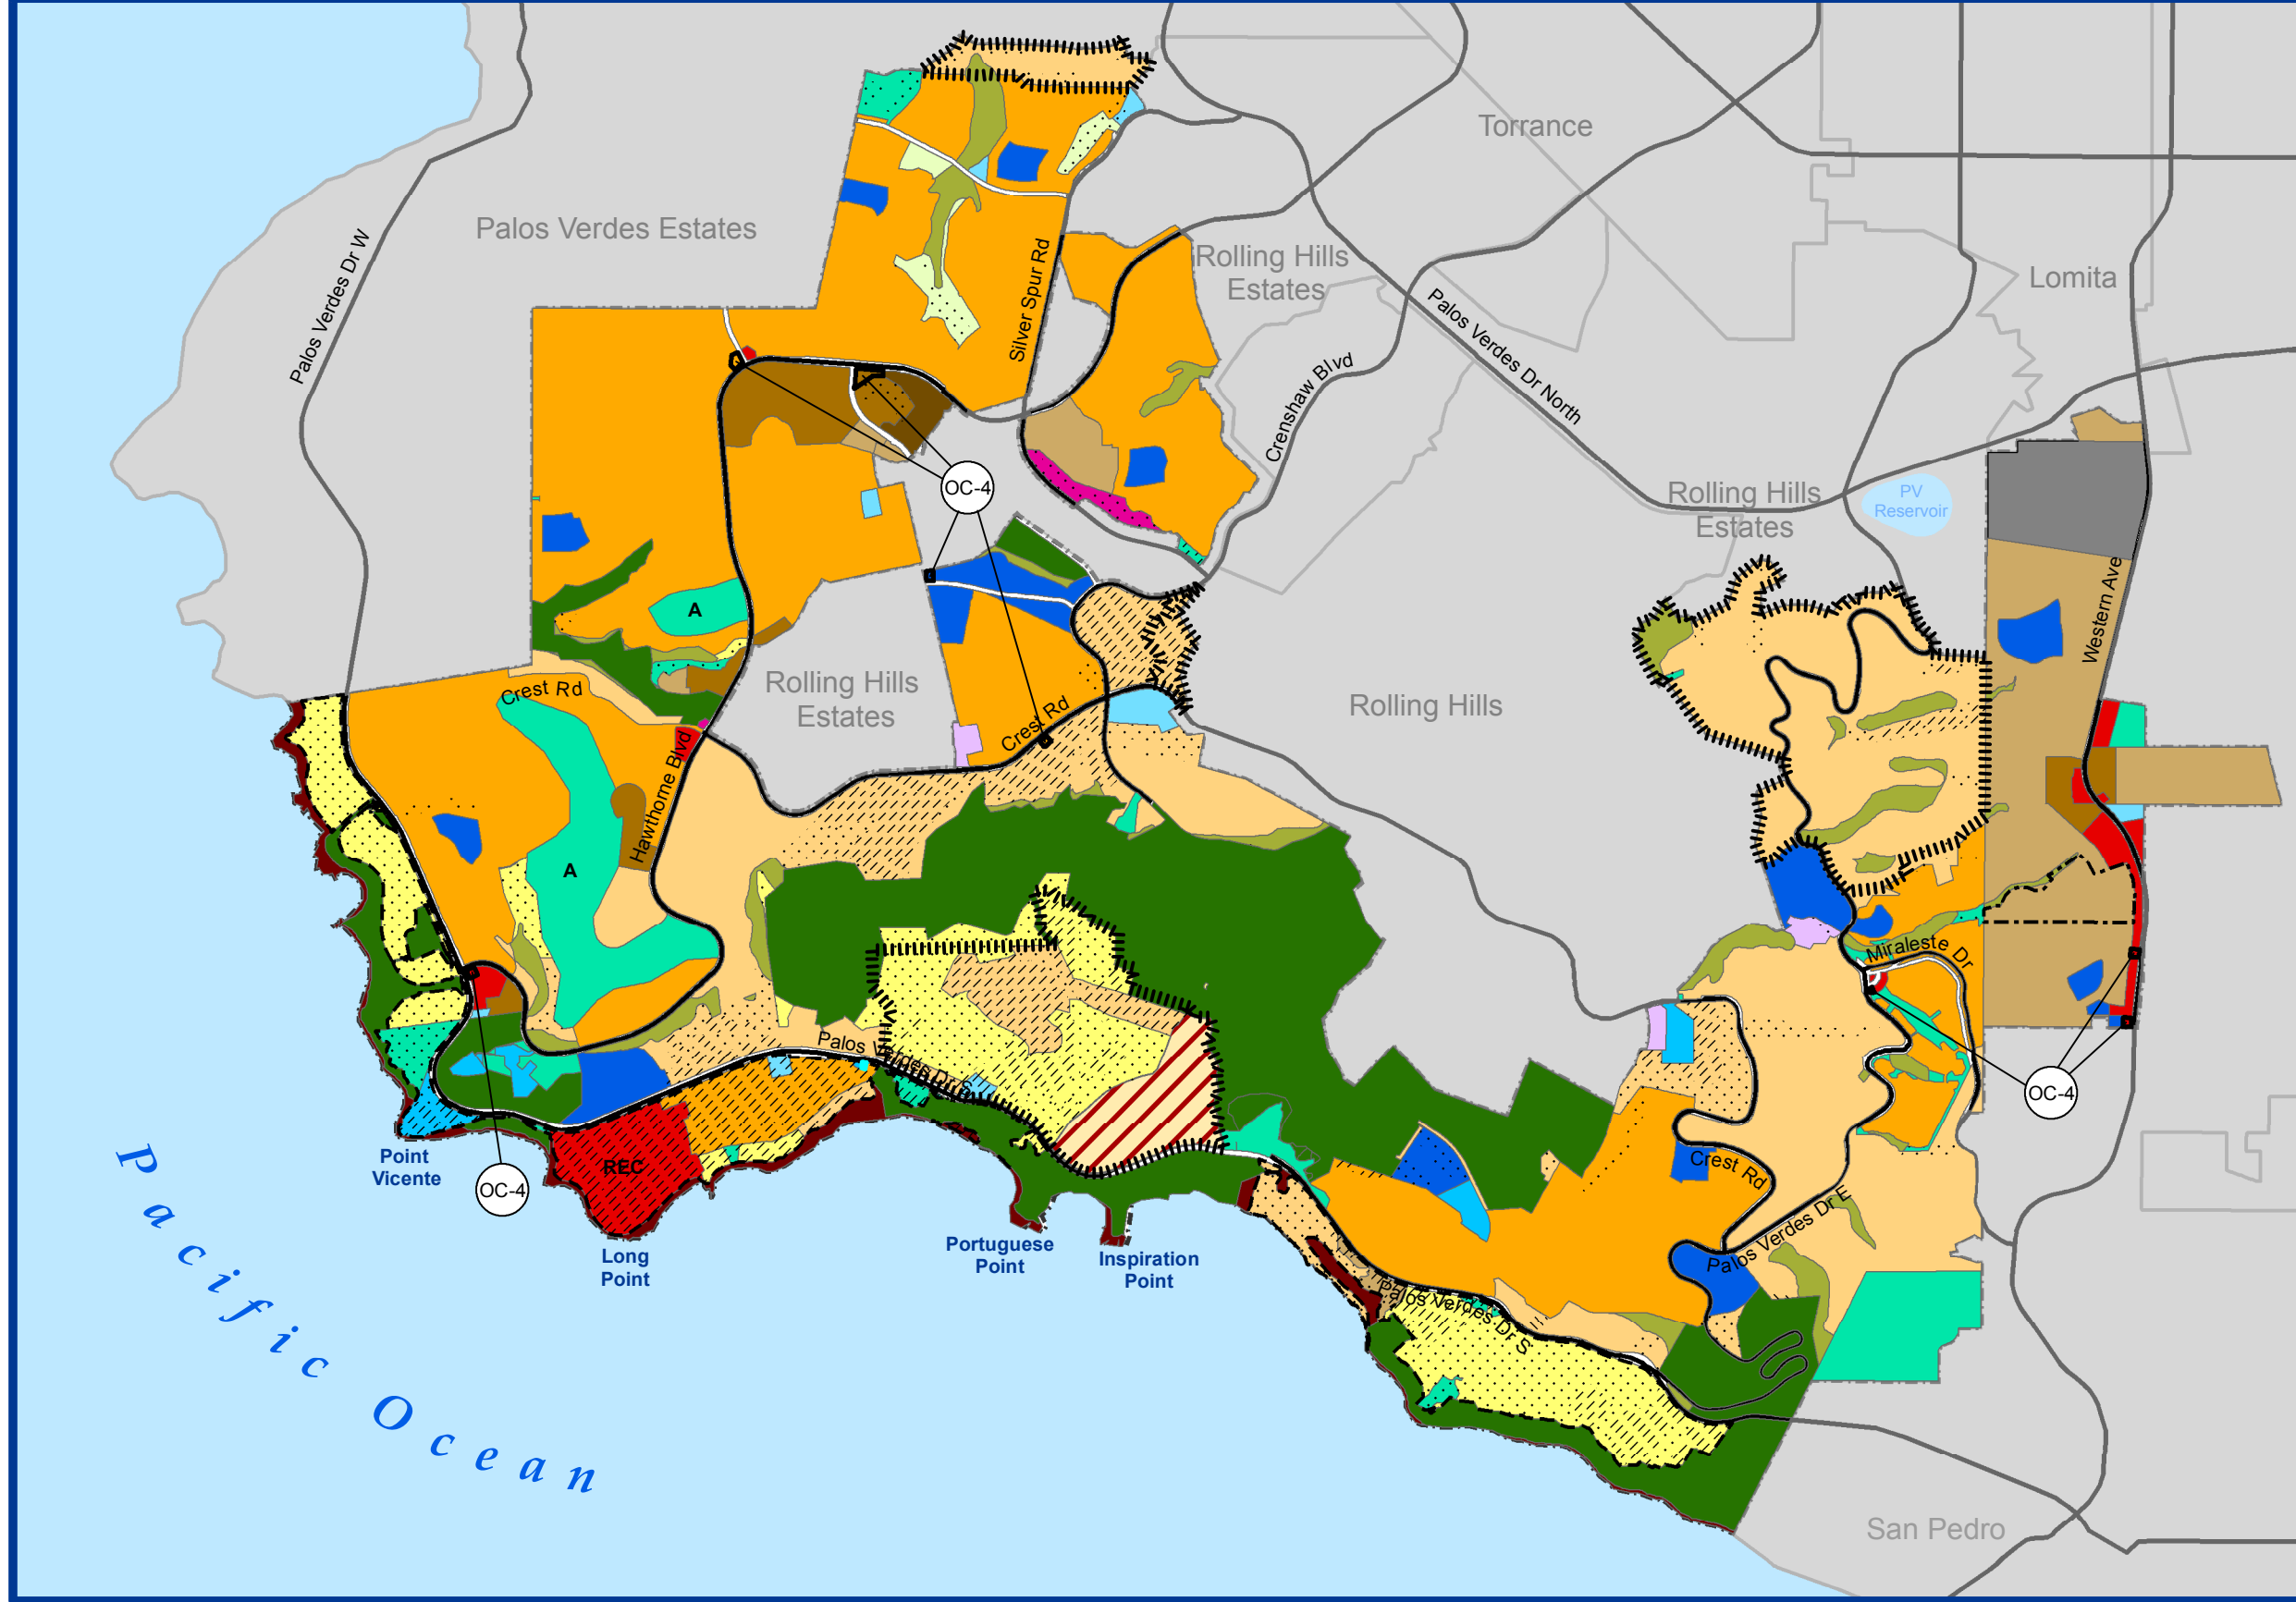 Torrance
Palos Verdes Estates
Palos Verdes Dr W
Rolling Hills
Estates
Silver Spur Rd
Lomita
Palos Verdes Dr North
Crenshaw Blvd
OC-4
Rolling Hills
Estates
PV
Reservoir
Western Ave
A
Crest Rd
Rolling Hills
Estates
Crest Rd
Rolling Hills
Hawthorne Blvd
A
Miraleste Dr
Palos Verdes Dr S
OC-4
Point
Vicente
REC
OC-4
Crest Rd
Palos Verdes Dr E
Long
Point
Portuguese
Point
Inspiration
Point
Palos Verdes Dr S
Pacific Ocean
San Pedro